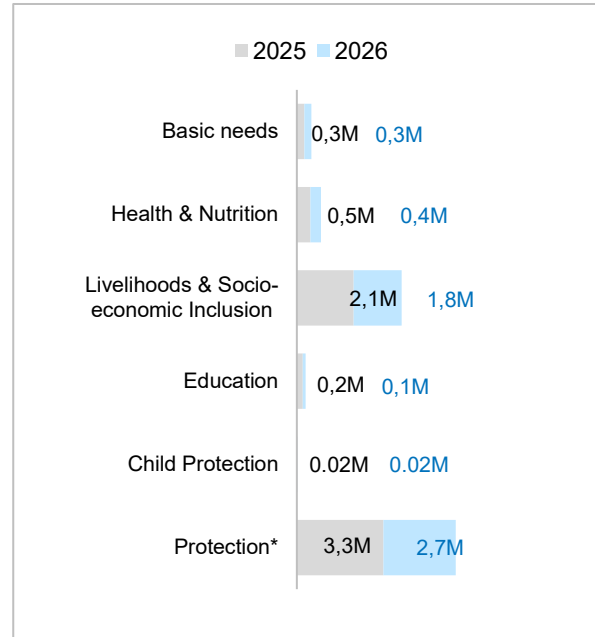 2025 2026
Basic needs 0,3M 0,3M
Health & Nutrition 0,5M 0,4M
Livelihoods & Socio-
economic Inclusion 2,1M 1,8M
Education 0,2M 0,1M
Child Protection 0.02M 0.02M
Protection* 3,3M 2,7M